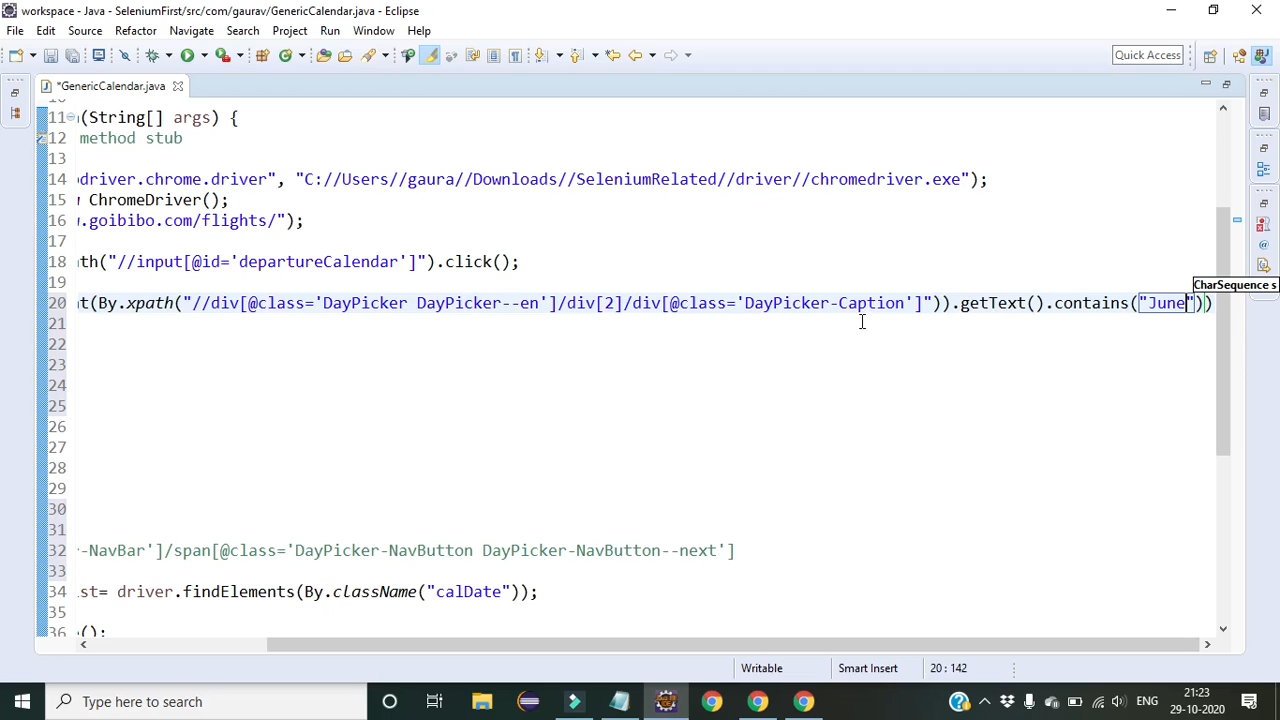 workspace - Java - SeleniumFirst/src/com/gaurav/GenericCalendar.java - Eclipse
File Edit Source Refactor Navigate Search Project Run Window Help
Quick Access
*GenericCalendar.java
11 (String[] args) {
12 method stub
13
14 driver.chrome.driver", "C://Users//gaura//Downloads//SeleniumRelated//driver//chromedriver.exe");
15 ChromeDriver();
16 .goibibo.com/flights/");
17
18 ath("//input[@id='departureCalendar']").click();
19
20 nt(By.xpath("//div[@class='DayPicker DayPicker--en']/div[2]/div[@class='DayPicker-Caption']")).getText().contains("June"))
CharSequence s
21
22
23
24
25
26
27
28
29
30
31
32 -NavBar']/span[@class='DayPicker-NavButton DayPicker-NavButton--next']
33
34 st= driver.findElements(By.className("calDate"));
35
36 ();
Writable Smart Insert 20 : 142
Type here to search
ENG
21:23
29-10-2020